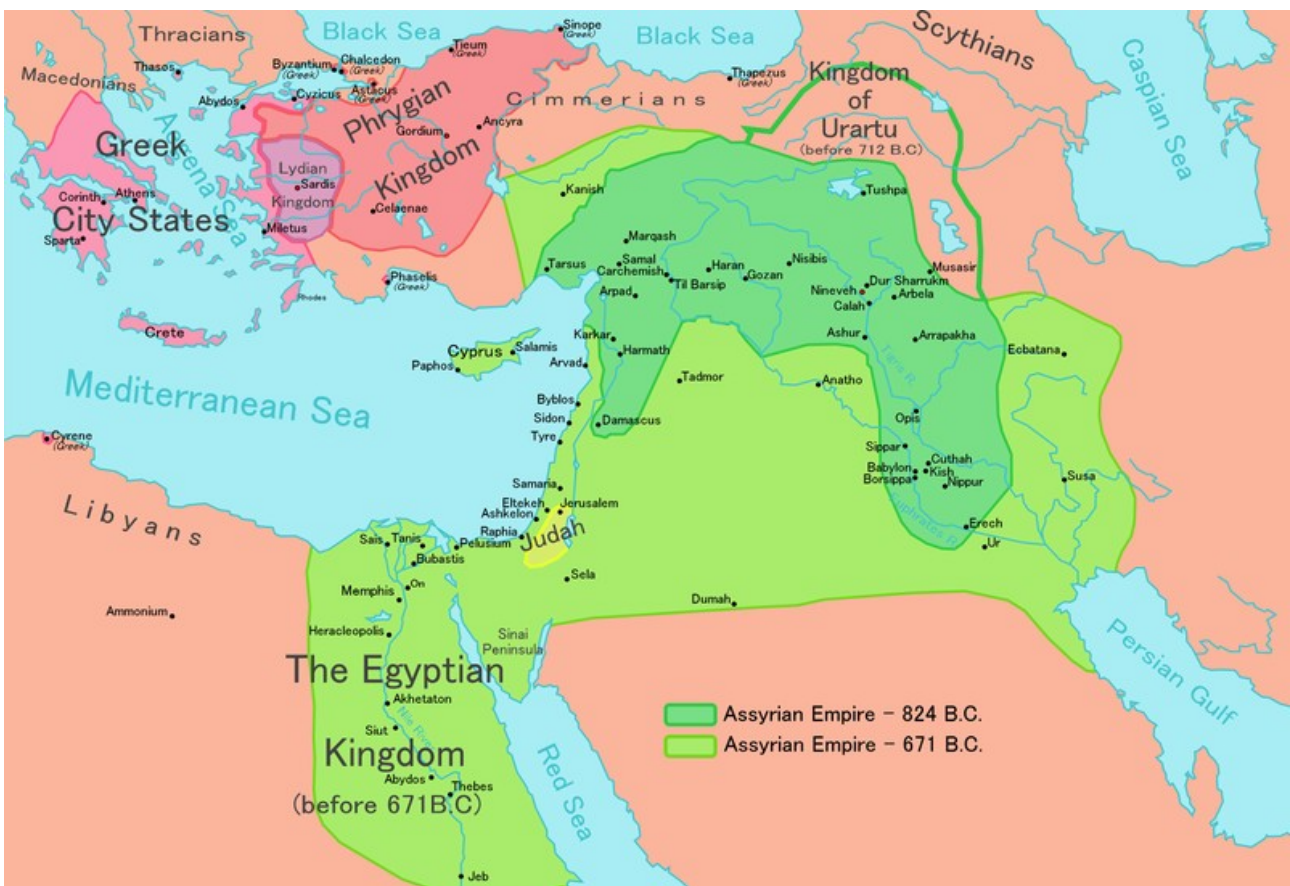 Black Sea
Sinope
(Greek)
Thracians
Tieum
(Greek)
Black Sea
Scythians
Caspian Sea
Byzantium
(Greek)
Chalcedon
(Greek)
Thasos
Macedonians
Thapezus
(Greek)
Kingdom
of
Urartu
(before 712 B.C)
Astacus
(Greek)
Cyzicus
Abydos
Cimmerians
Phrygian
Kingdom
Gordium
Ancyra
Greek
City States
Aegena Sea
Lydian
Kingdom
Sardis
Kanish
Tushpa
Corinth
Athens
Celaenae
Sparta
Miletus
Marqash
Samal
Carchemish
Tarsus
Haran
Nisibis
Musasir
Phaselis
(Greek)
Til Barsip
Gozan
Dur Sharrukm
Nineveh
Arbela
Calah
Rhodes
Arpad
Crete
Karkar
Ashur
Arrapakha
Cyprus
Salamis
Harmath
Ecbatana
Tigris R.
Paphos
Arvad
Tadmor
Anatho
Mediterranean Sea
Byblos
Sidon
Damascus
Opis
Cyrene
(Greek)
Tyre
Sippar
Cuthah
Babylon
Kish
Borsippa
Nippur
Susa
Samaria
Libyans
Eltekeh
Jerusalem
Ashkelon
Euphrates R.
Erech
Raphia
Judah
Sais
Tanis
Pelusium
Ur
Bubastis
Sela
On
Memphis
Dumah
Ammonium
Heracleopolis
Sinai
Peninsula
Persian Gulf
The Egyptian
Kingdom
(before 671B.C)
Akhetaton
Nile River
Siut
Red Sea
Assyrian Empire - 824 B.C.
Assyrian Empire - 671 B.C.
Abydos
Thebes
Jeb